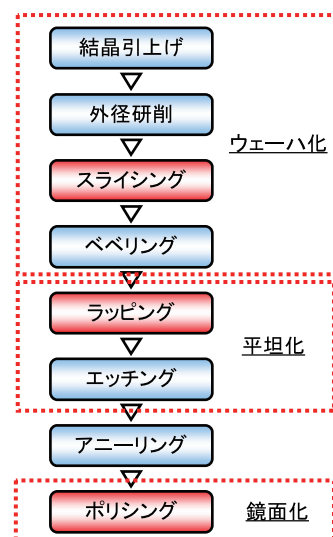 結晶引上げ
外径研削
ウェーハ化
スライシング
ベベリング
ラッピング
平坦化
エッチング
アニーリング
ポリシング
鏡面化